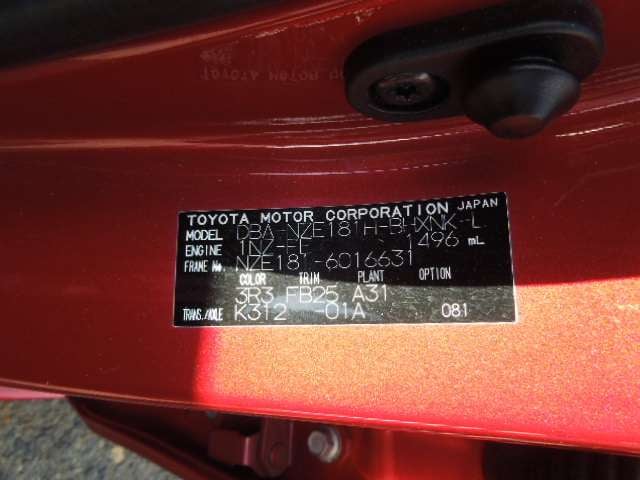 TOYOTA MOTOR CORPORATION JAPAN
MODEL DBA-NZE181H-BHXNK-L
ENGINE 1NZ-FE 1496 mL
FRAME No. NZE181-6016631
COLOR TRIM PLANT OPTION
3R3 FB25 A31
TRANS./AXLE K312 01A 081